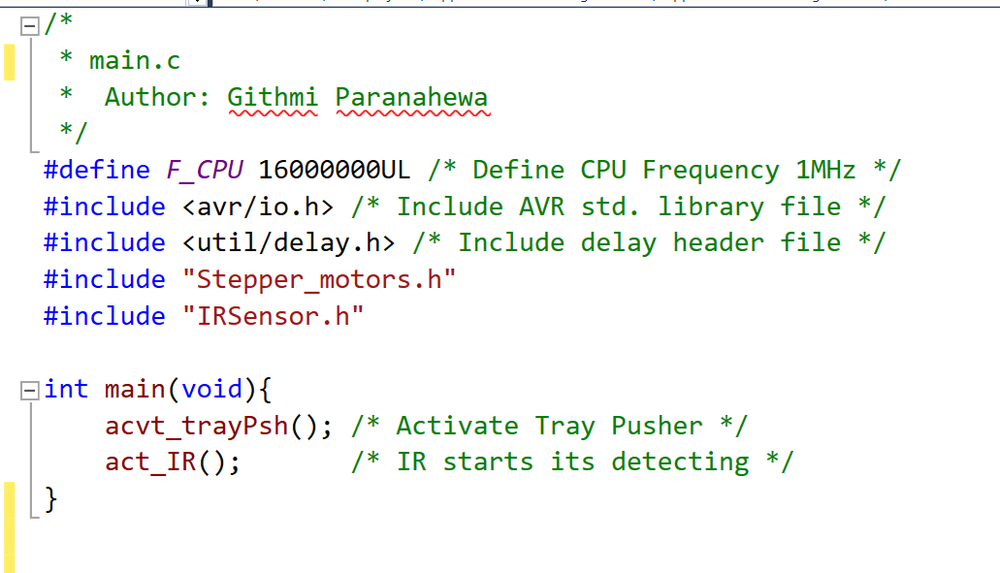 /*
 * main.c
 *  Author: Githmi Paranahewa
 */
#define F_CPU 16000000UL /* Define CPU Frequency 1MHz */
#include <avr/io.h> /* Include AVR std. library file */
#include <util/delay.h> /* Include delay header file */
#include "Stepper_motors.h"
#include "IRSensor.h"
int main(void){
    acvt_trayPsh(); /* Activate Tray Pusher */
    act_IR();       /* IR starts its detecting */
}